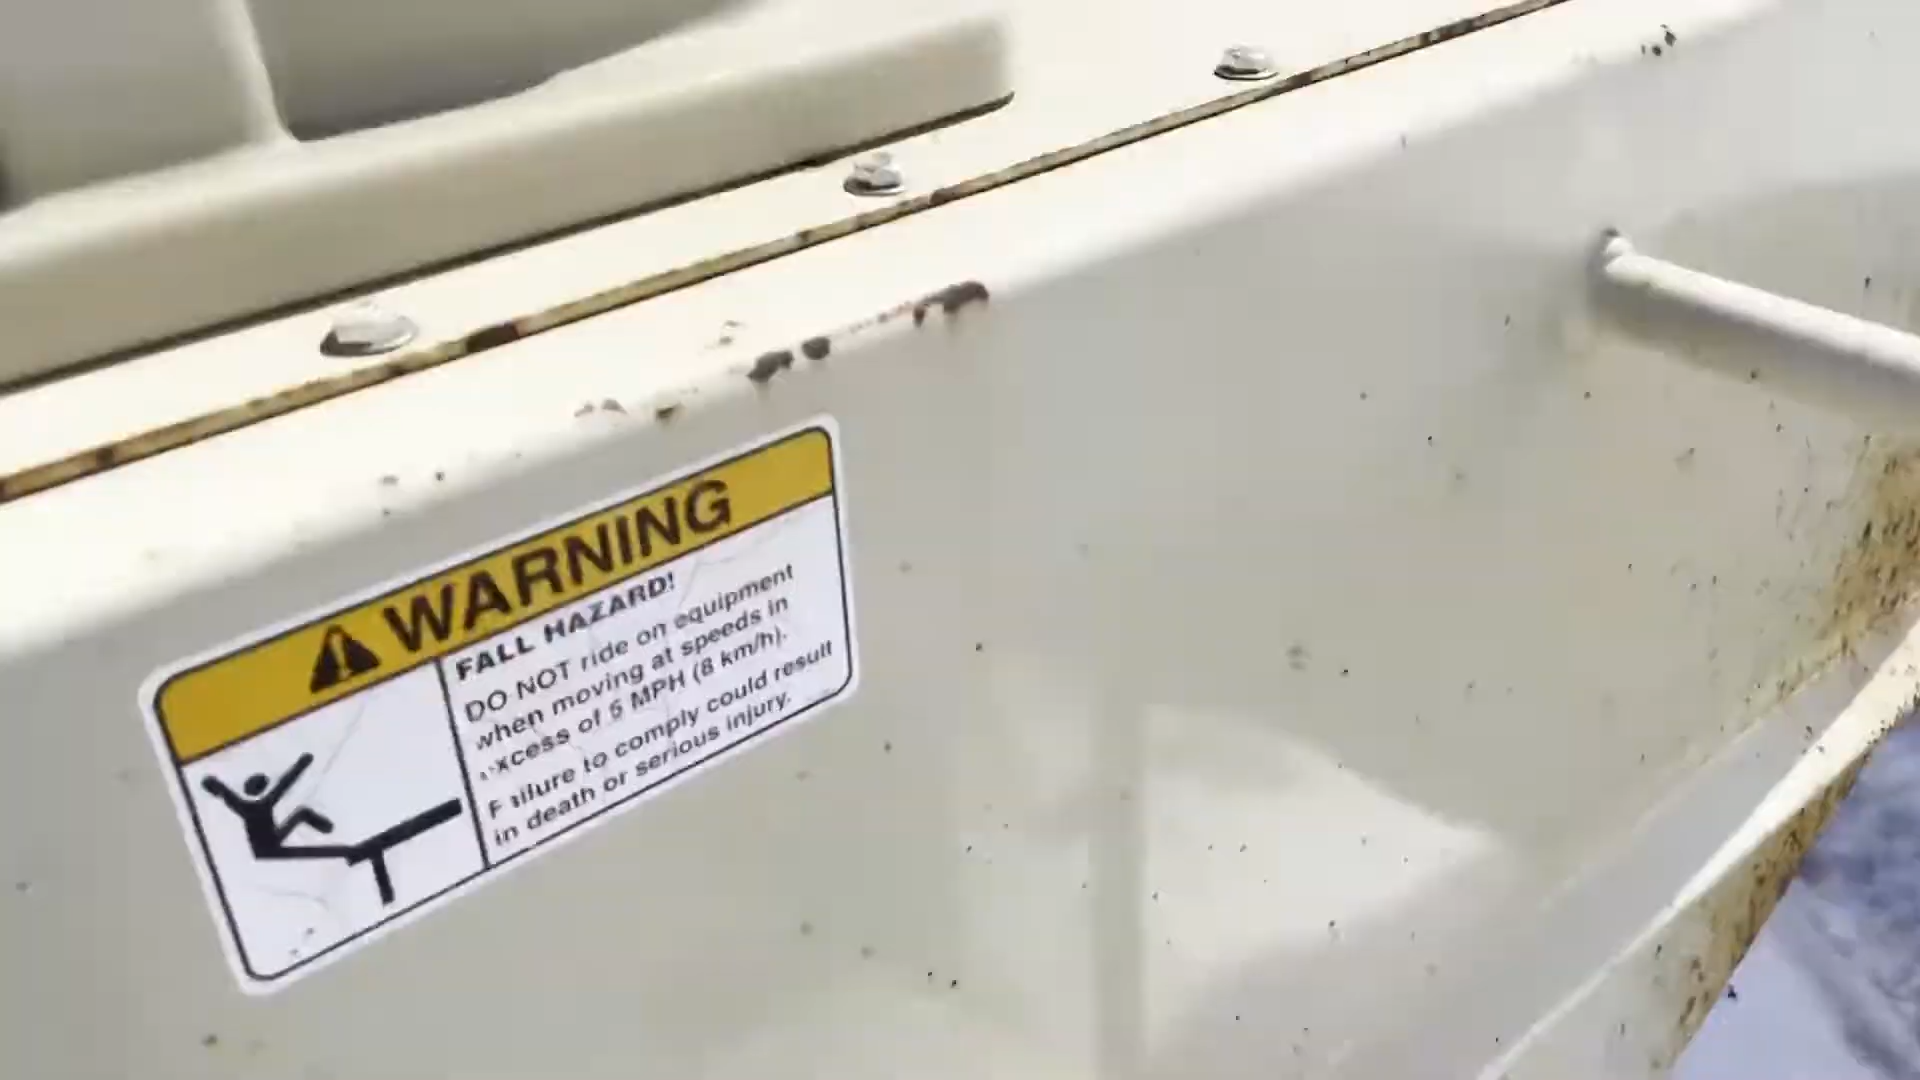 WARNING
FALL HAZARD!
DO NOT ride on equipment
when moving at speeds in
excess of 5 MPH (8 km/h).
Failure to comply could result
in death or serious injury.